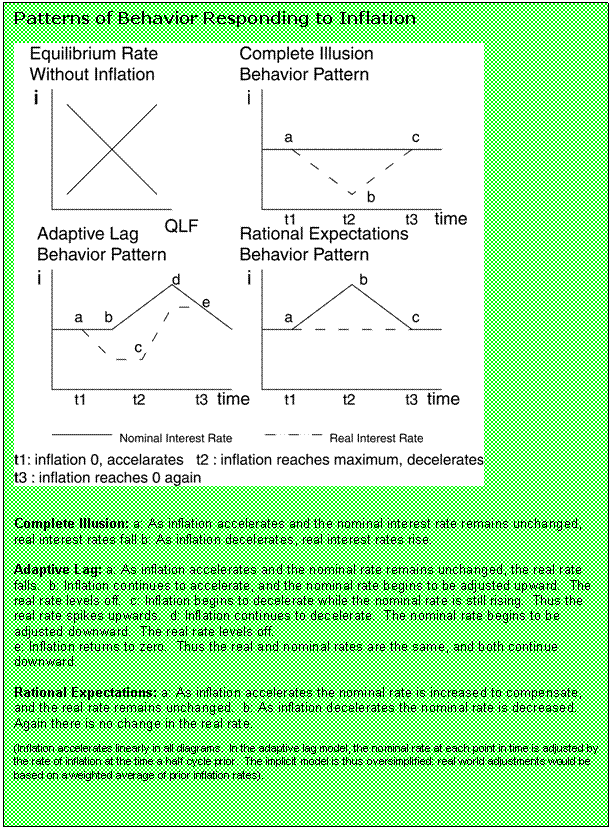 Patterns of Behavior Responding to Inflation
Equilibrium Rate
Without Inflation
i
QLF
Complete Illusion
Behavior Pattern
i
a
c
b
t1
t2
t3
time
Adaptive Lag
Behavior Pattern
i
a
b
c
d
e
t1
t2
t3
time
Rational Expectations
Behavior Pattern
i
a
b
c
t1
t2
t3
time
Nominal Interest Rate
Real Interest Rate
t1: inflation 0, accelarates t2 : inflation reaches maximum, decelerates
t3 : inflation reaches 0 again
Complete Illusion: a: As inflation accelerates and the nominal interest rate remains unchanged,
real interest rates fall b: As inflation decelerates, real interest rates rise.
Adaptive Lag: a: As inflation accelerates and the nominal rate remains unchanged, the real rate
falls. b: Inflation continues to accelerate, and the nominal rate begins to be adjusted upward. The
real rate levels off. c: Inflation begins to decelerate while the nominal rate is still rising. Thus the
real rate spikes upwards. d: Inflation continues to decelerate. The nominal rate begins to be
adjusted downward. The real rate levels off.
e: Inflation returns to zero. Thus the real and nominal rates are the same, and both continue
downward.
Rational Expectations: a: As inflation accelerates the nominal rate is increased to compensate,
and the real rate remains unchanged. b: As inflation decelerates the nominal rate is decreased.
Again there is no change in the real rate.
(Inflation accelerates linearly in all diagrams. In the adaptive lag model, the nominal rate at each point in time is adjusted by
the rate of inflation at the time a half cycle prior. The implicit model is thus oversimplified: real world adjustments would be
based on a weighted average of prior inflation rates).